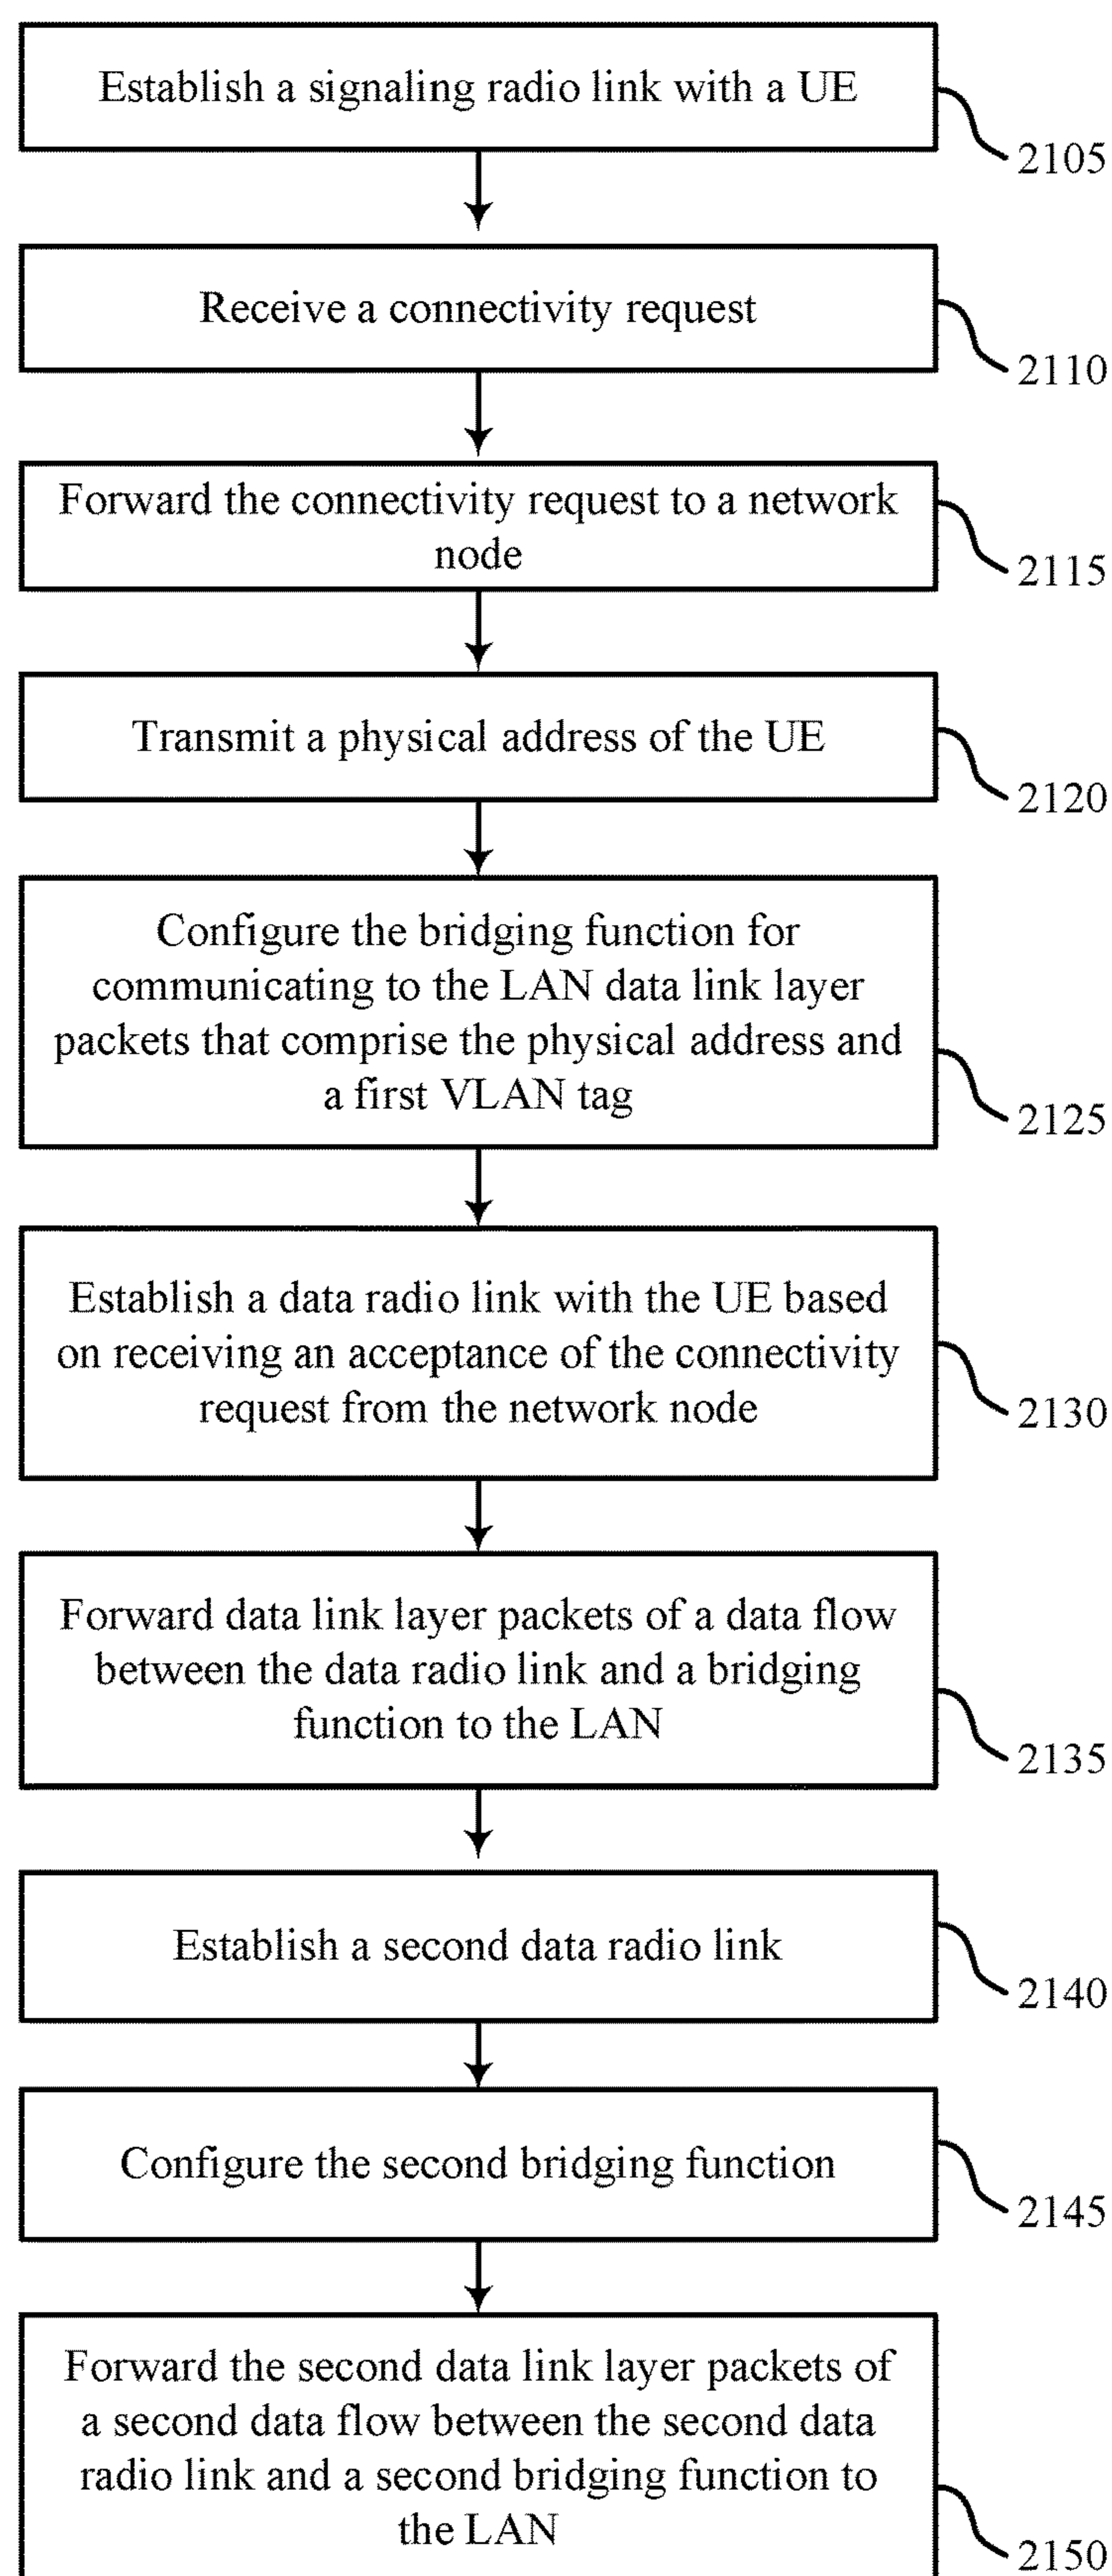 Establish a signaling radio link with a UE
2105
Receive a connectivity request
2110
Forward the connectivity request to a network
node
2115
Transmit a physical address of the UE
2120
Configure the bridging function for
communicating to the LAN data link layer
packets that comprise the physical address and
a first VLAN tag
2125
Establish a data radio link with the UE based
on receiving an acceptance of the connectivity
request from the network node
2130
Forward data link layer packets of a data flow
between the data radio link and a bridging
function to the LAN
2135
Establish a second data radio link
2140
Configure the second bridging function
2145
Forward the second data link layer packets of
a second data flow between the second data
radio link and a second bridging function to
the LAN
2150